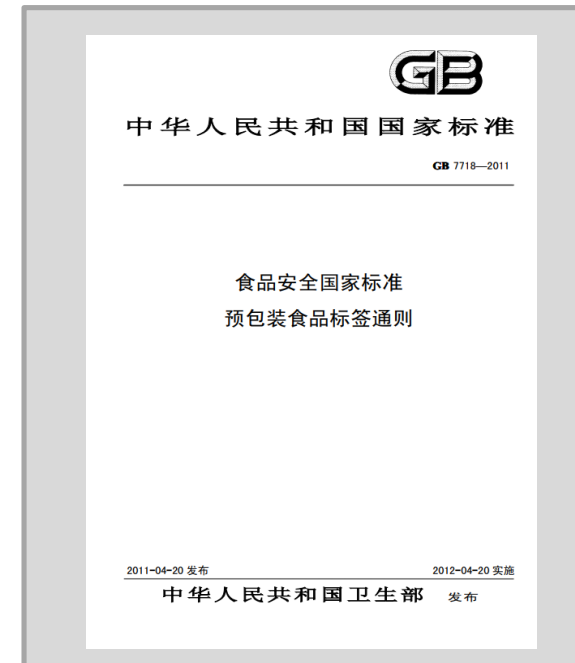 GB
中华人民共和国国家标准
GB 7718—2011
食品安全国家标准
预包装食品标签通则
2011-04-20 发布
2012-04-20 实施
中华人民共和国卫生部 发布